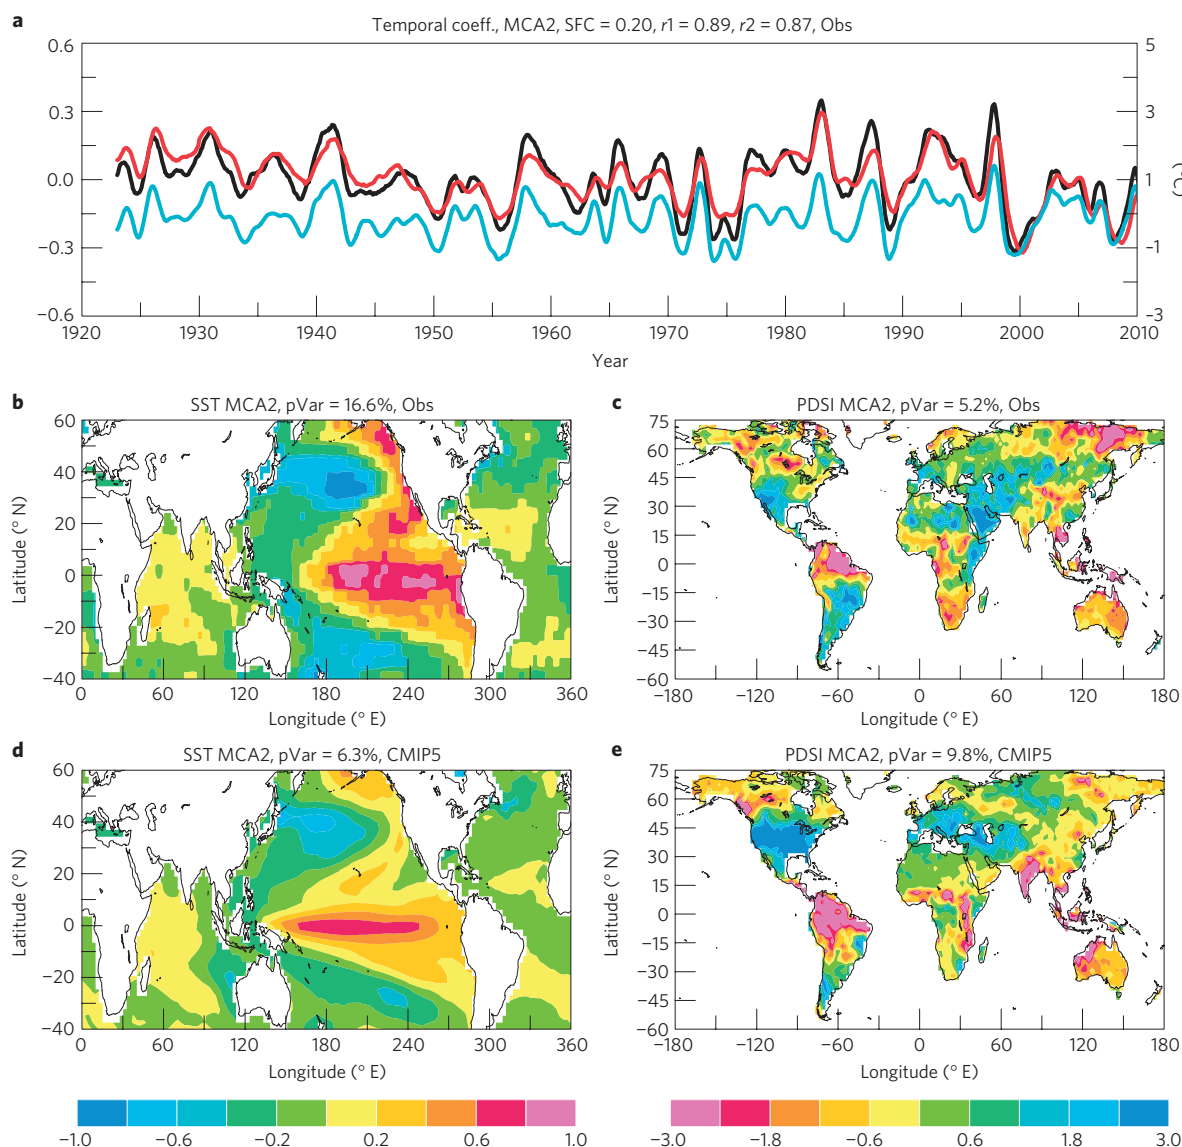 a
Temporal coeff., MCA2, SFC = 0.20, r1 = 0.89, r2 = 0.87, Obs
0.6
0.3
0.0
−0.3
−0.6
5
3
1
−1
−3
(°C)
1920 1930 1940 1950 1960 1970 1980 1990 2000 2010
Year
b
SST MCA2, pVar = 16.6%, Obs
60
40
20
0
−20
−40
Latitude (° N)
0 60 120 180 240 300 360
Longitude (° E)
c
PDSI MCA2, pVar = 5.2%, Obs
75
60
45
30
15
0
−15
−30
−45
−60
Latitude (° N)
−180 −120 −60 0 60 120 180
Longitude (° E)
d
SST MCA2, pVar = 6.3%, CMIP5
60
40
20
0
−20
−40
Latitude (° N)
0 60 120 180 240 300 360
Longitude (° E)
e
PDSI MCA2, pVar = 9.8%, CMIP5
75
60
45
30
15
0
−15
−30
−45
−60
Latitude (° N)
−180 −120 −60 0 60 120 180
Longitude (° E)
−1.0 −0.6 −0.2 0.2 0.6 1.0
−3.0 −1.8 −0.6 0.6 1.8 3.0